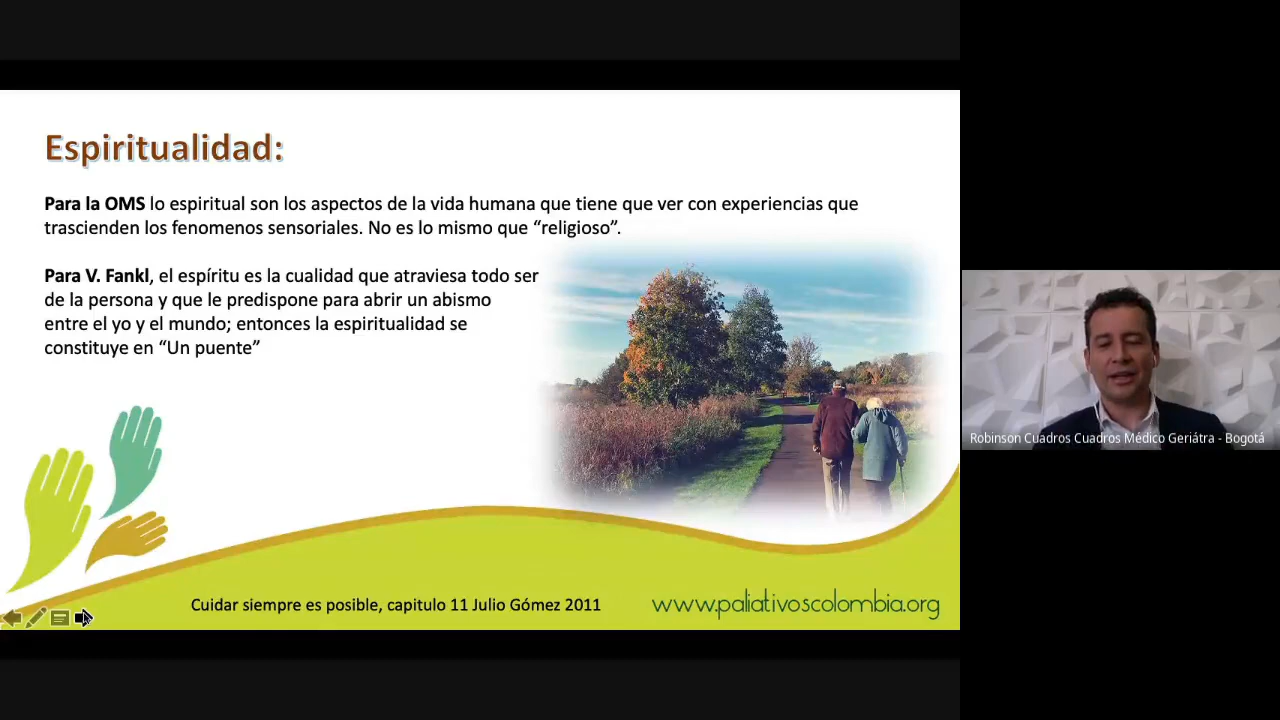 Espiritualidad:
Para la OMS lo espiritual son los aspectos de la vida humana que tiene que ver con experiencias que
trascienden los fenomenos sensoriales. No es lo mismo que “religioso”.
Para V. Fankl, el espíritu es la cualidad que atraviesa todo ser
de la persona y que le predispone para abrir un abismo
entre el yo y el mundo; entonces la espiritualidad se
constituye en “Un puente”
Robinson Cuadros Cuadros Médico Geriátra - Bogotá
Cuidar siempre es posible, capitulo 11 Julio Gómez 2011
www.paliativoscolombia.org